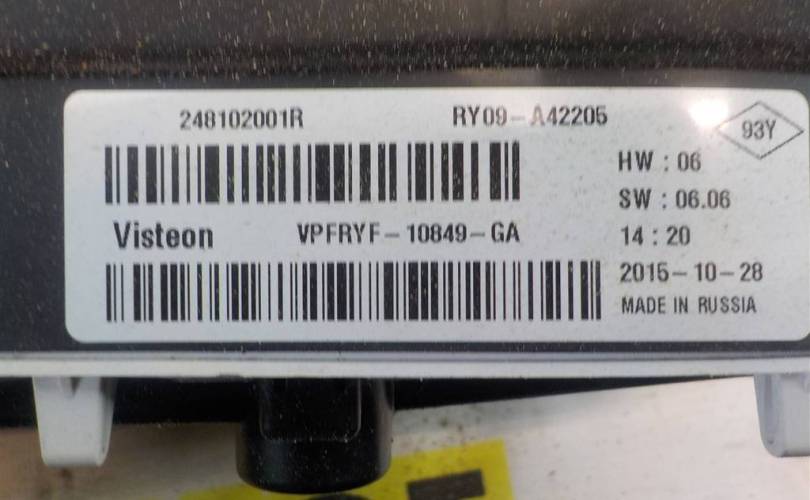 248102001R RY09-A42205
93Y
HW : 06
SW : 06.06
Visteon VPFRYF-10849-GA
14 : 20
2015-10-28
MADE IN RUSSIA